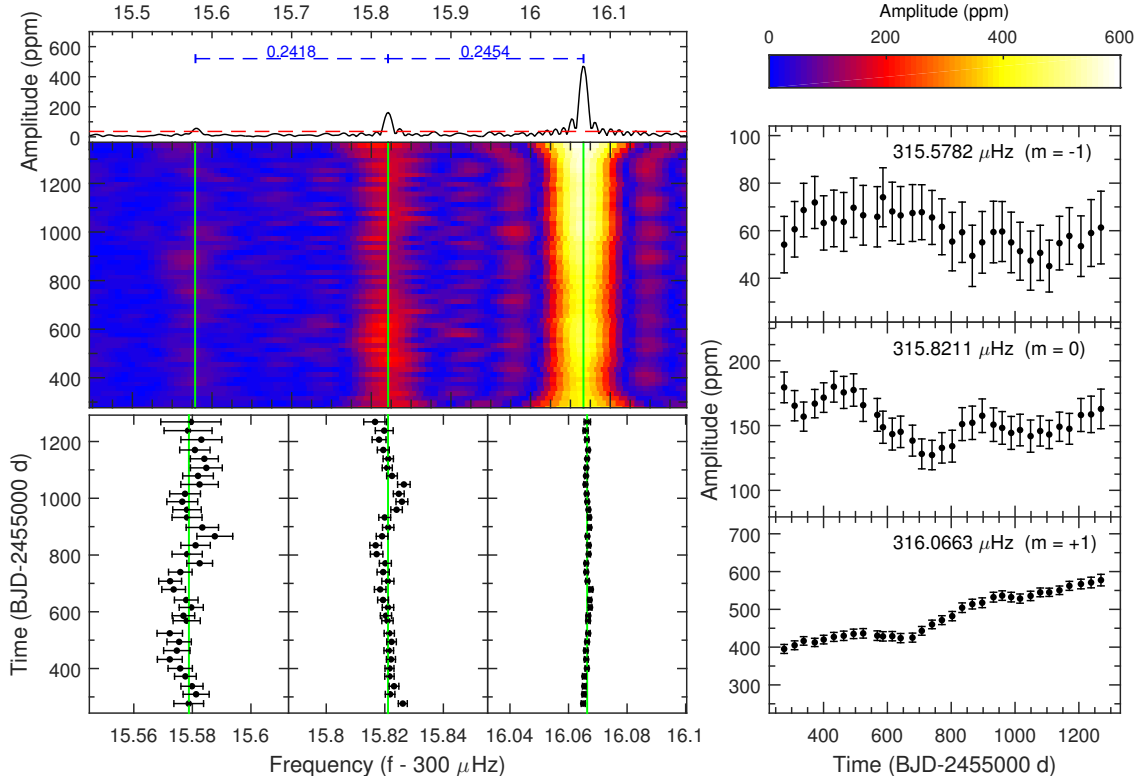 15.5 15.6 15.7 15.8 15.9 16 16.1
Amplitude (ppm)
600
400
200
0
0.2418 0.2454
1200
1000
800
600
400
1200
1000
800
600
400
Time (BJD-2455000 d)
15.56 15.58 15.6 15.8 15.82 15.84 16.04 16.06 16.08 16.1
Frequency (f - 300 μHz)
Amplitude (ppm)
0 200 400 600
Amplitude (ppm)
100
80
60
40
315.5782 μHz (m = -1)
200
150
100
315.8211 μHz (m = 0)
700
600
500
400
300
316.0663 μHz (m = +1)
400 600 800 1000 1200
Time (BJD-2455000 d)